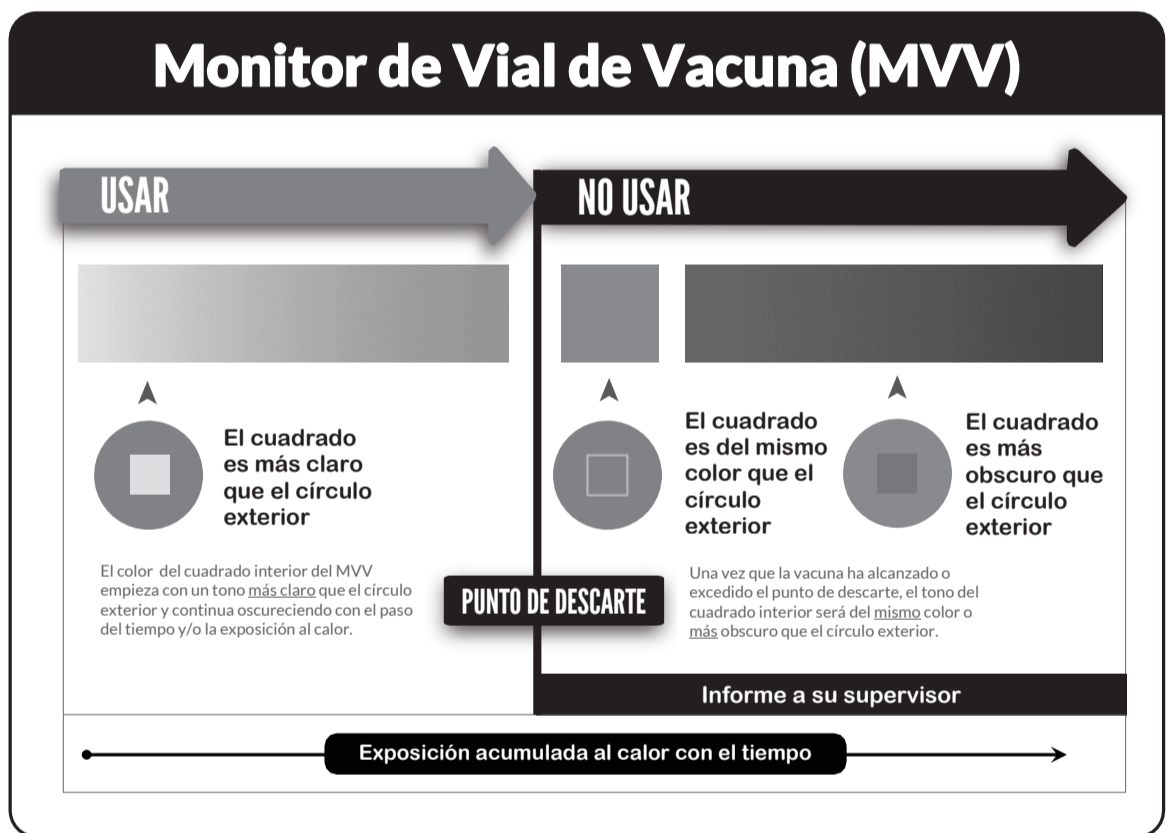 Monitor de Vial de Vacuna (MVV)
USAR
NO USAR
El cuadrado
es más claro
que el círculo
exterior
El cuadrado
es del mismo
color que el
círculo
exterior
El cuadrado
es más
obscuro que
el círculo
exterior
El color del cuadrado interior del MVV
empieza con un tono más claro que el círculo
exterior y continua oscureciendo con el paso
del tiempo y/o la exposición al calor.
PUNTO DE DESCARTE
Una vez que la vacuna ha alcanzado o
excedido el punto de descarte, el tono del
cuadrado interior será del mismo color o
más obscuro que el círculo exterior.
Informe a su supervisor
Exposición acumulada al calor con el tiempo